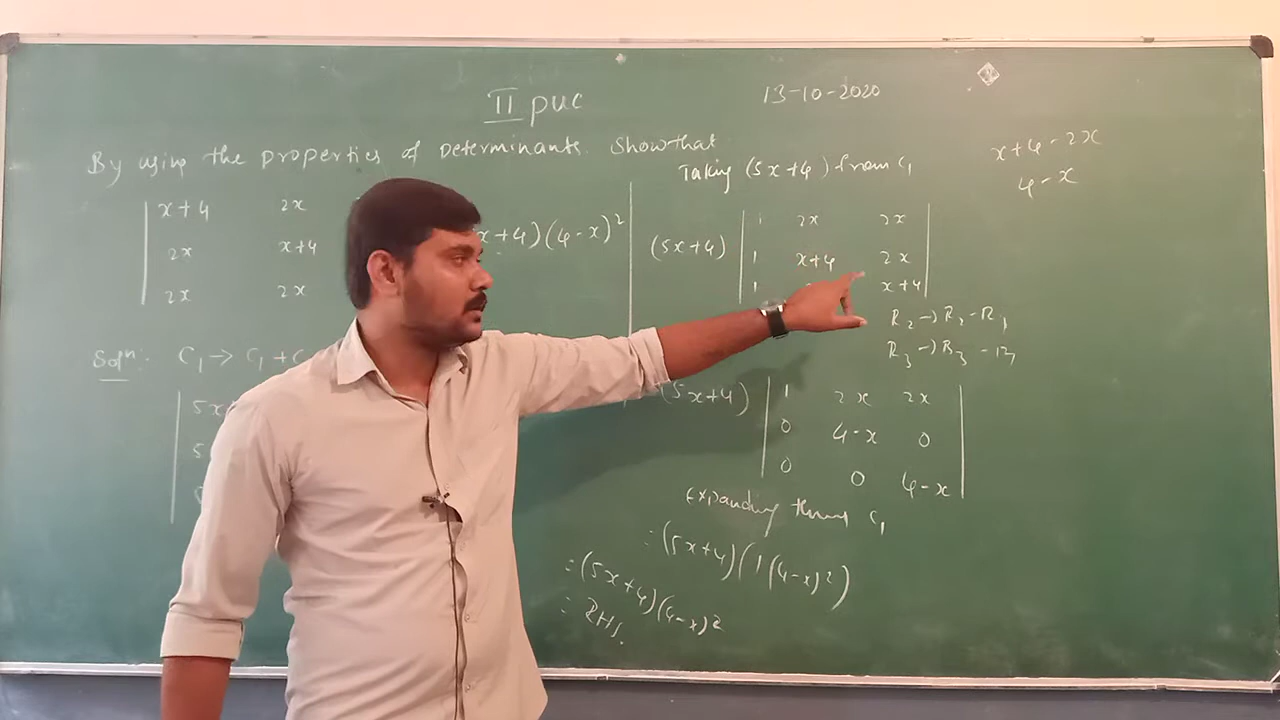 II PUC
13-10-2020
By using the properties of Determinants. Show that
x+4 2x
2x x+4
2x 2x
x+4)(4-x)²
Soln: C₁ → C₁ + C
5x
5
Taking (5x+4) from C₁
(5x+4) | 1 2x 2x |
| 1 x+4 2x |
| 1 x+4 |
R₂ → R₂ - R₁
R₃ → R₃ - R₁
(5x+4) | 1 2x 2x |
| 0 4-x 0 |
| 0 0 4-x |
Expanding C₁
= (5x+4)(1(4-x)²)
= (5x+4)(4-x)²
= RHS.
x+4-2x
4-x